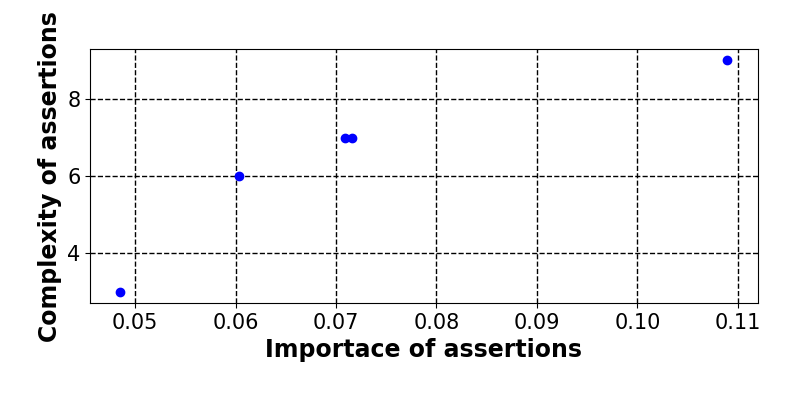 Complexity of assertions
8
6
4
0.05 0.06 0.07 0.08 0.09 0.10 0.11
Importace of assertions